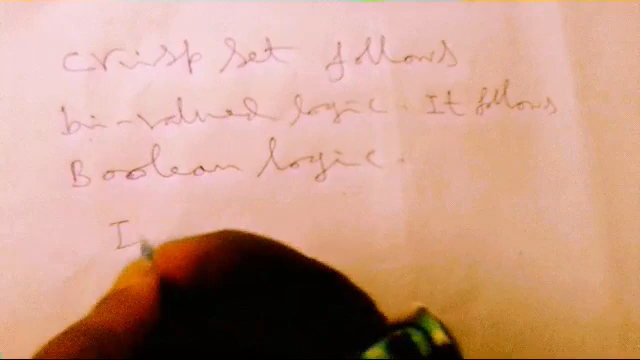 crisp set follows
bi-valued logic. It follows
Boolean logic.
I